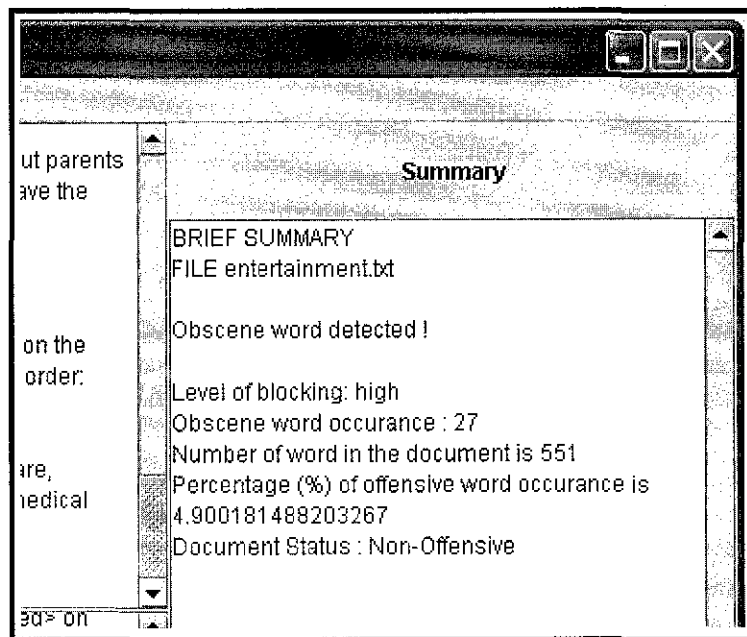 ut parents
ave the
on the
order:
are,
nedical
ed> on
Summary
BRIEF SUMMARY
FILE entertainment.txt
Obscene word detected !
Level of blocking: high
Obscene word occurance : 27
Number of word in the document is 551
Percentage (%) of offensive word occurance is
4.900181488203267
Document Status : Non-Offensive